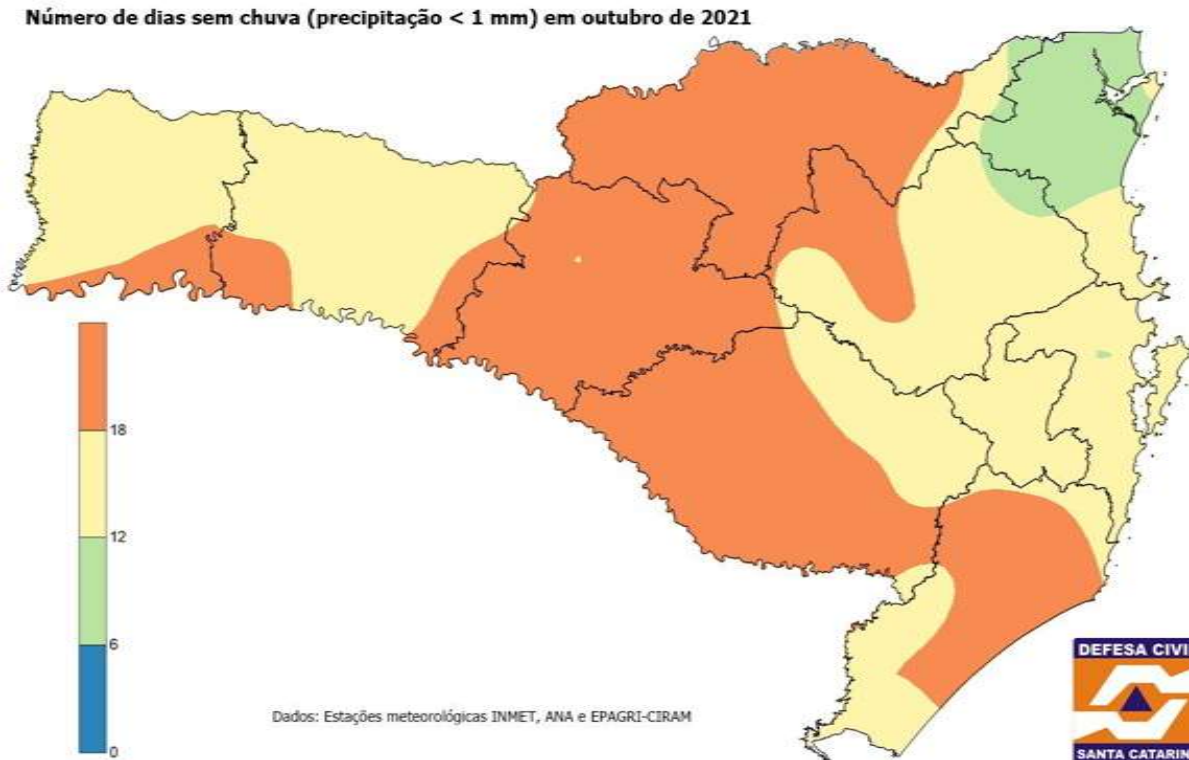 Número de dias sem chuva (precipitação < 1 mm) em outubro de 2021
18
12
6
0
Dados: Estações meteorológicas INMET, ANA e EPAGRI-CIRAM
DEFESA CIVI
SANTA CATARIN